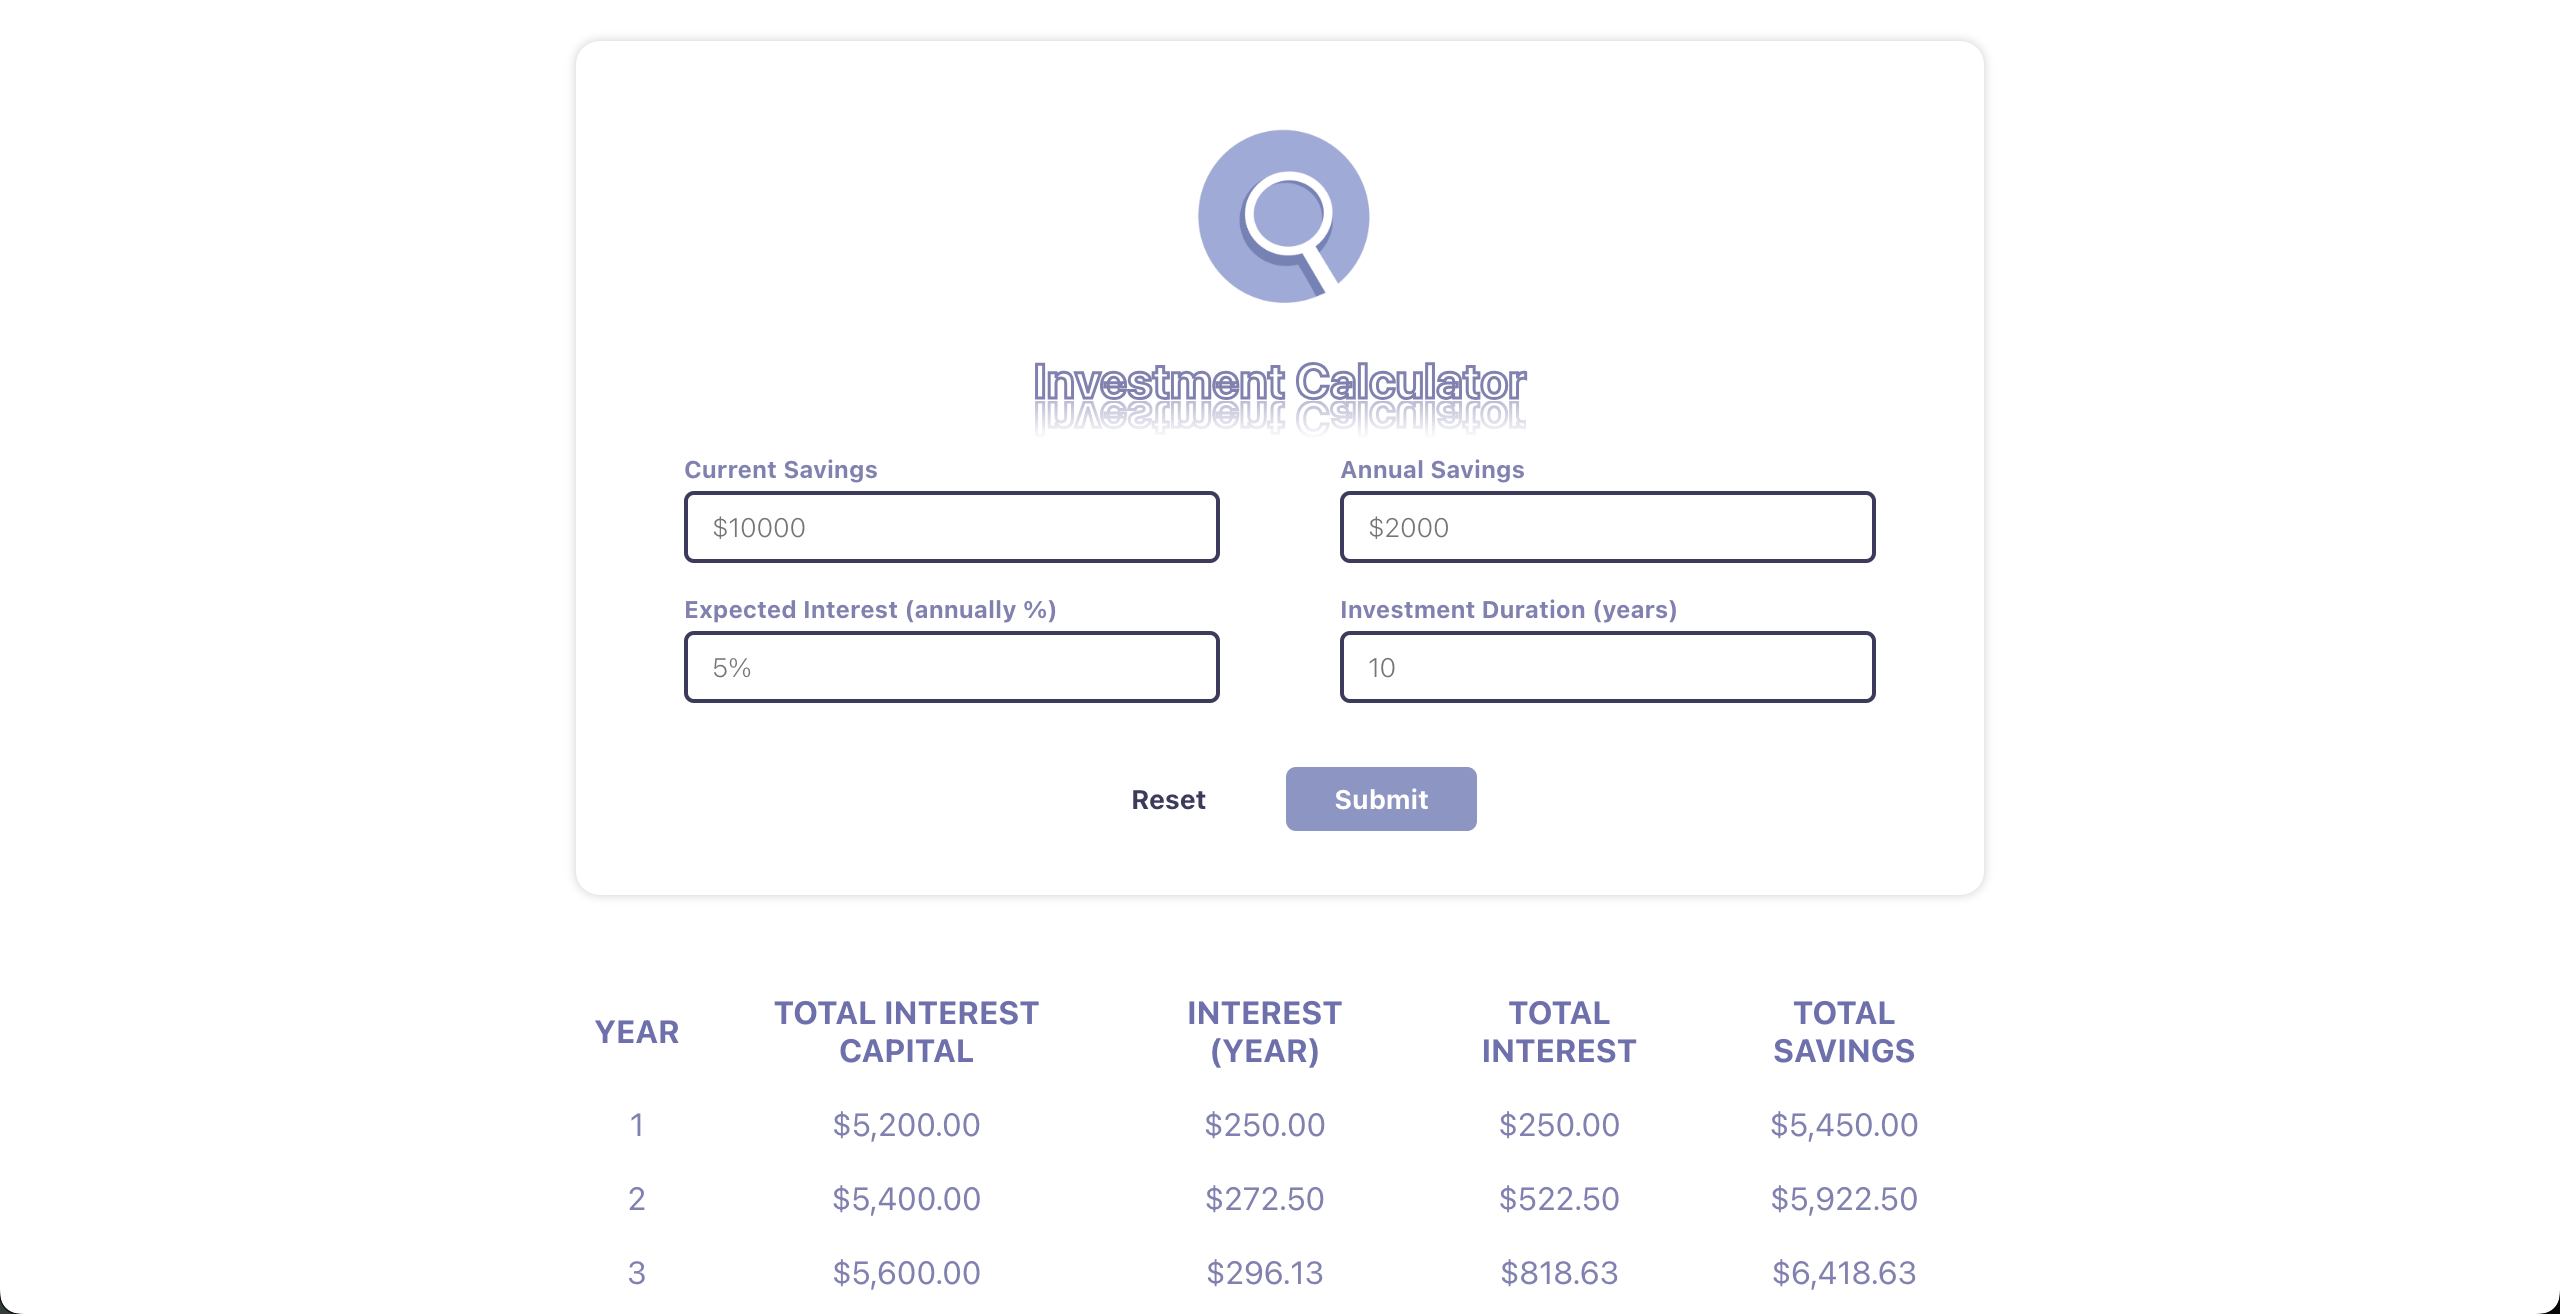 Investment Calculator
Current Savings
Annual Savings
$10000
$2000
Expected Interest (annually %)
Investment Duration (years)
5%
10
Reset
Submit
YEAR
TOTAL INTEREST
CAPITAL
INTEREST
(YEAR)
TOTAL
INTEREST
TOTAL
SAVINGS
1 $5,200.00 $250.00 $250.00 $5,450.00
2 $5,400.00 $272.50 $522.50 $5,922.50
3 $5,600.00 $296.13 $818.63 $6,418.63